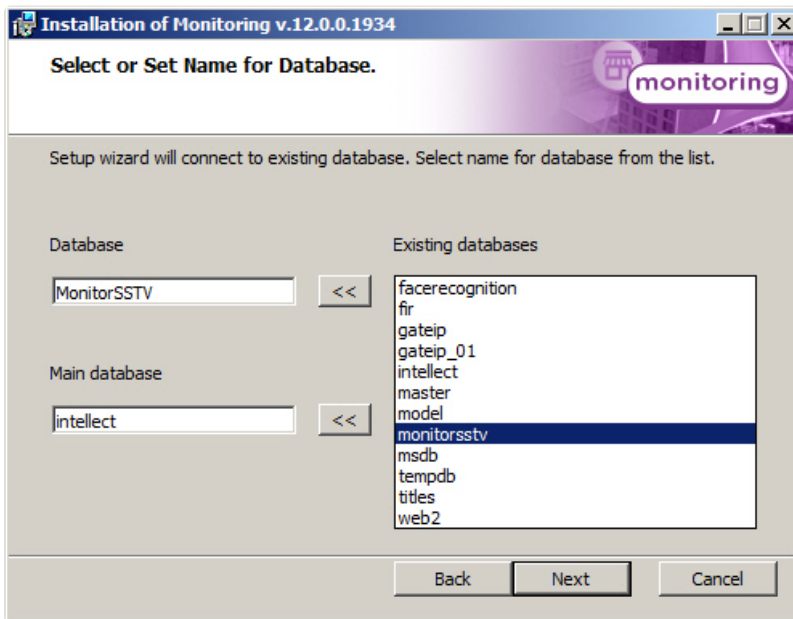 Installation of Monitoring v.12.0.0.1934
Select or Set Name for Database.
monitoring
Setup wizard will connect to existing database. Select name for database from the list.
Database
MonitorSSTV
<<
Main database
intellect
<<
Existing databases
facerecognition
fir
gateip
gateip_01
intellect
master
model
monitorsstv
msdb
tempdb
titles
web2
Back
Next
Cancel